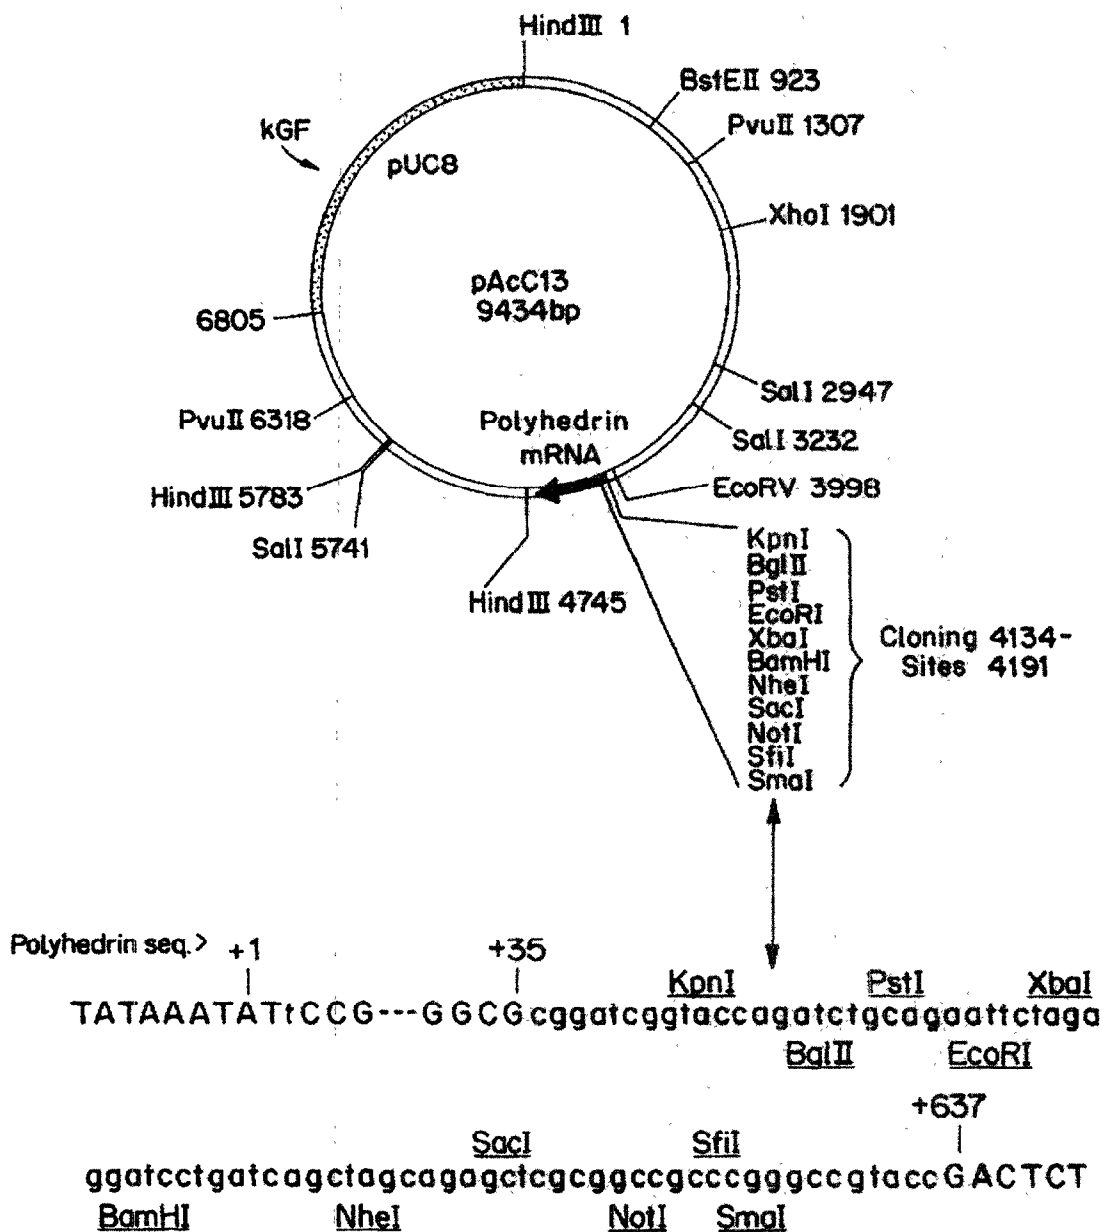 HindIII 1
BstEII 923
PvuII 1307
kGF
pUC8
XhoI 1901
pAcC13
9434bp
6805
SalI 2947
PvuII 6318
Polyhedrin
mRNA
SalI 3232
HindIII 5783
EcoRV 3998
SalI 5741
HindIII 4745
KpnI
BglII
PstI
EcoRI
XbaI
BamHI
NheI
SacI
NotI
SfiI
SmaI
Cloning 4134-
Sites 4191
Polyhedrin seq.> +1
+35
KpnI PstI XbaI
TATAAATATtCCG---GGCGcggatcggtaccagatctgcagaattctaga
BglII EcoRI
+637
SacI SfiI
ggatcctgatcagctagcagagctcgcggccgcccgggccgtaccGACTCT
BamHI NheI NotI SmaI